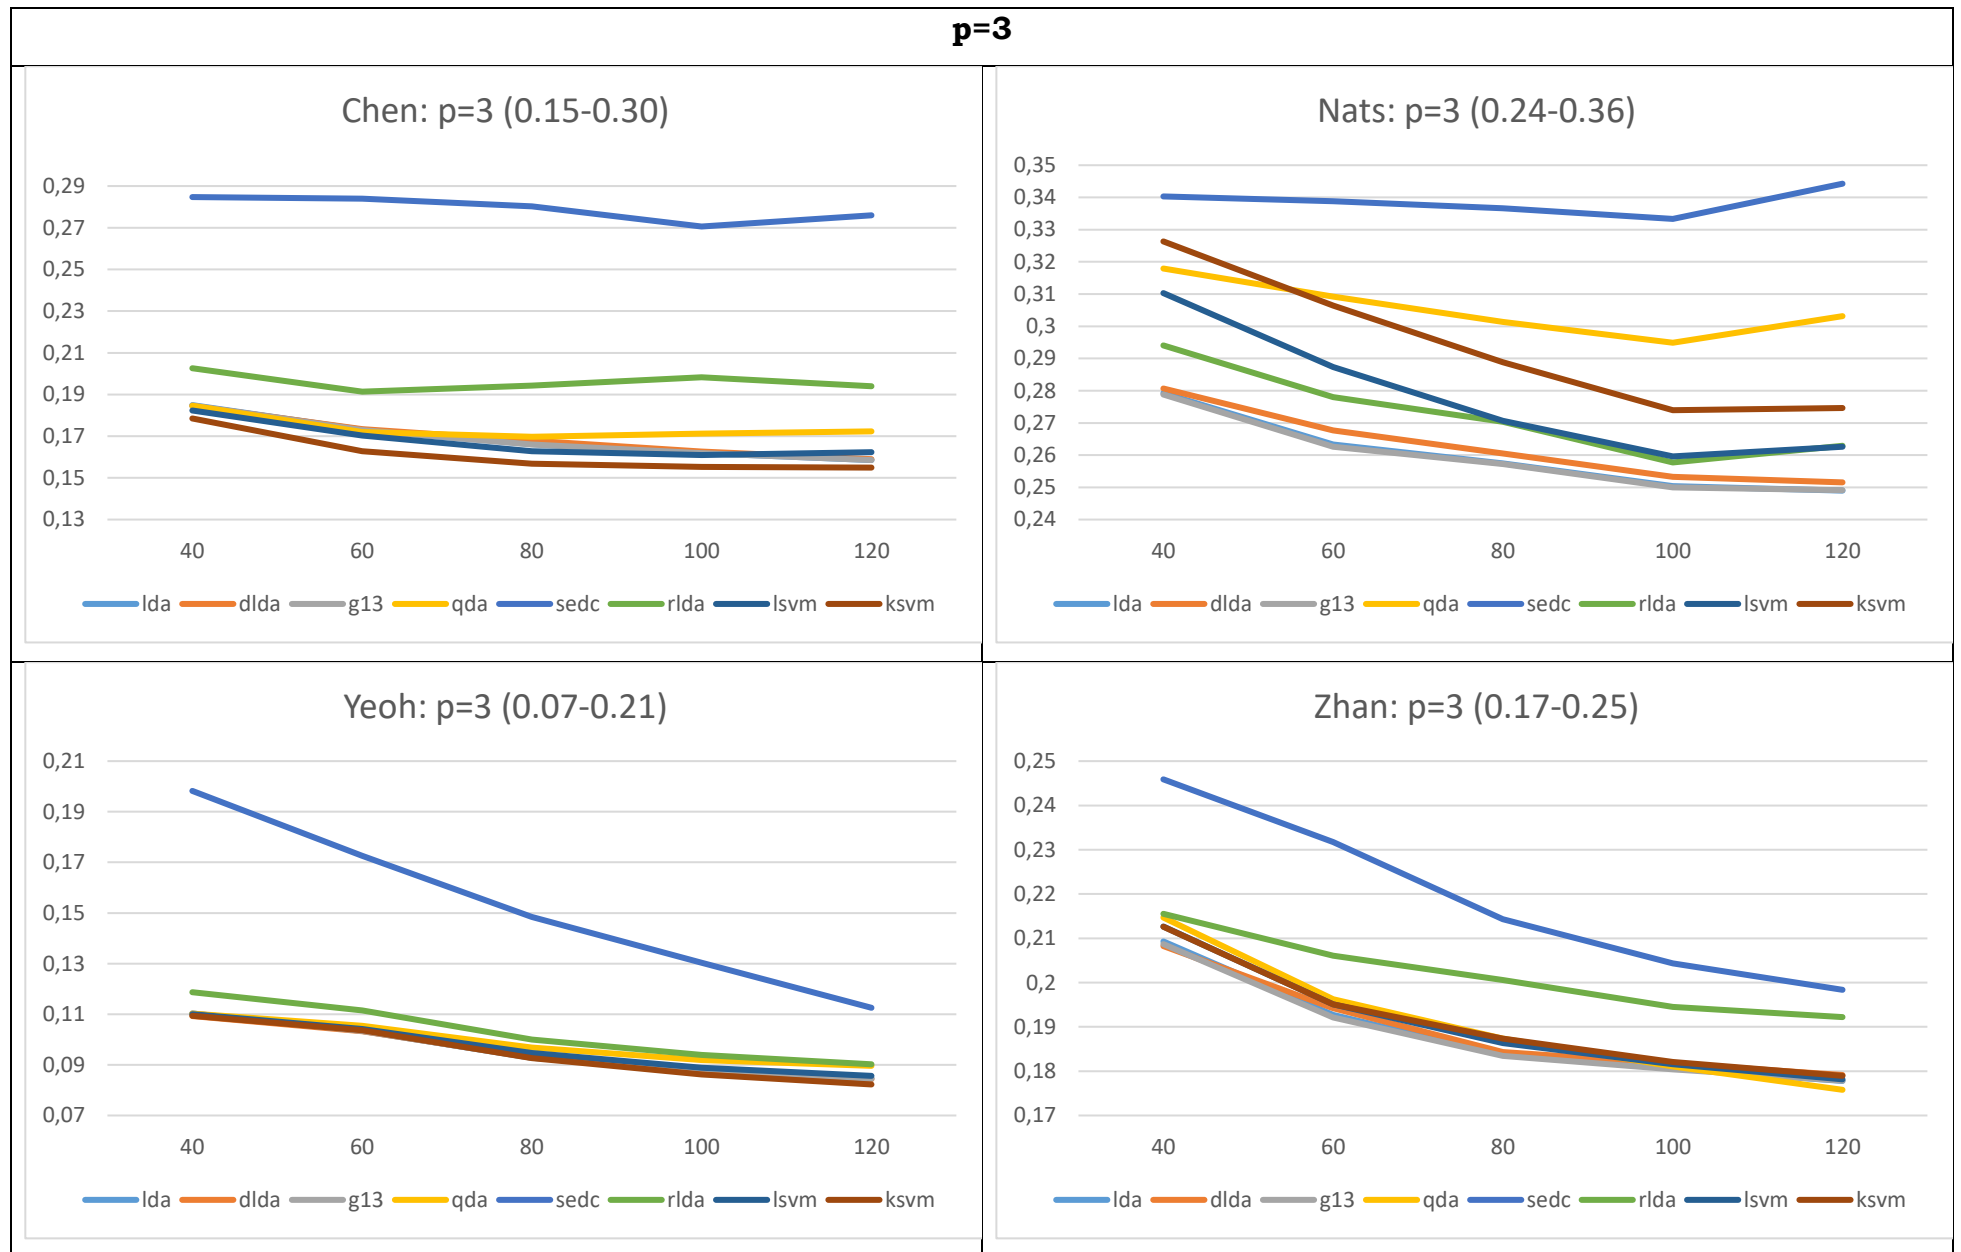 p=3
Chen: p=3 (0.15-0.30)
0,29
0,27
0,25
0,23
0,21
0,19
0,17
0,15
0,13
40 60 80 100 120
lda dlda g13 qda sedc rlda lsvm ksvm
Nats: p=3 (0.24-0.36)
0,35
0,34
0,33
0,32
0,31
0,3
0,29
0,28
0,27
0,26
0,25
0,24
40 60 80 100 120
lda dlda g13 qda sedc rlda lsvm ksvm
Yeoh: p=3 (0.07-0.21)
0,21
0,19
0,17
0,15
0,13
0,11
0,09
0,07
40 60 80 100 120
lda dlda g13 qda sedc rlda lsvm ksvm
Zhan: p=3 (0.17-0.25)
0,25
0,24
0,23
0,22
0,21
0,2
0,19
0,18
0,17
40 60 80 100 120
lda dlda g13 qda sedc rlda lsvm ksvm